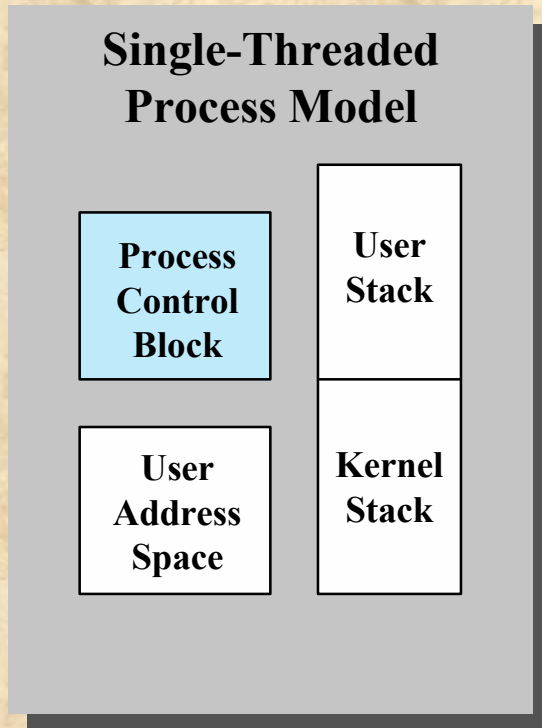 Single-Threaded
Process Model
Process
Control
Block
User
Stack
User
Address
Space
Kernel
Stack